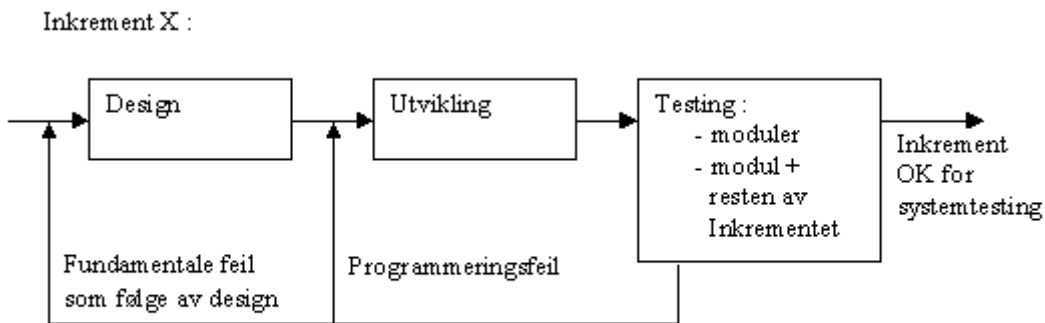 Inkrement X :
Design
Utvikling
Testing :
- moduler
- modul +
resten av
Inkrementet
Inkrement
OK for
systemtesting
Fundamentale feil
som følge av design
Programmeringsfeil